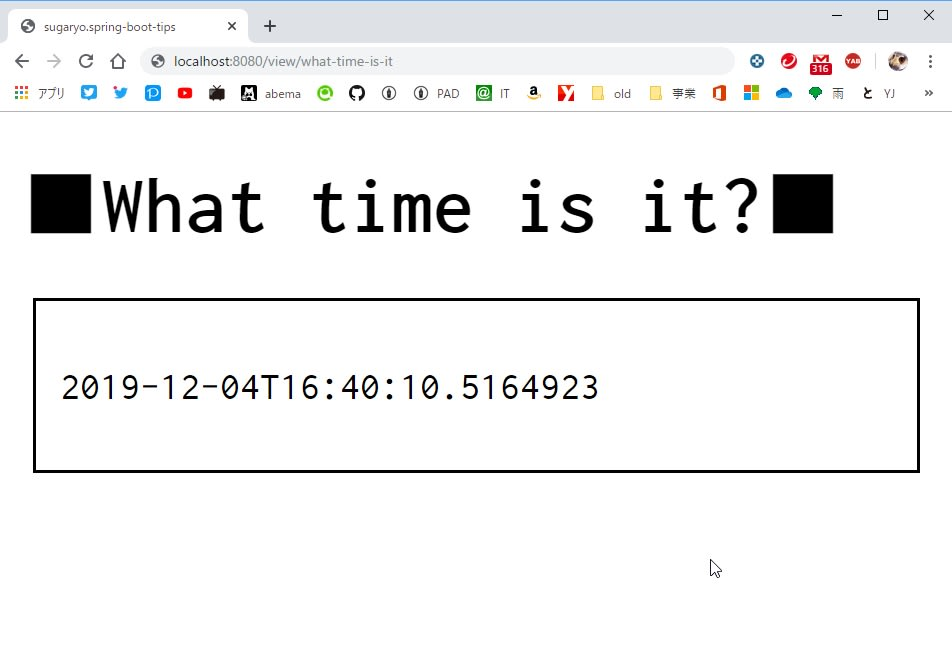 sugaryo.spring-boot-tips
localhost:8080/view/what-time-is-it
316
YAB
アプリ
abema
PAD
IT
old
事業
雨
と YJ
■What time is it?■
2019-12-04T16:40:10.5164923